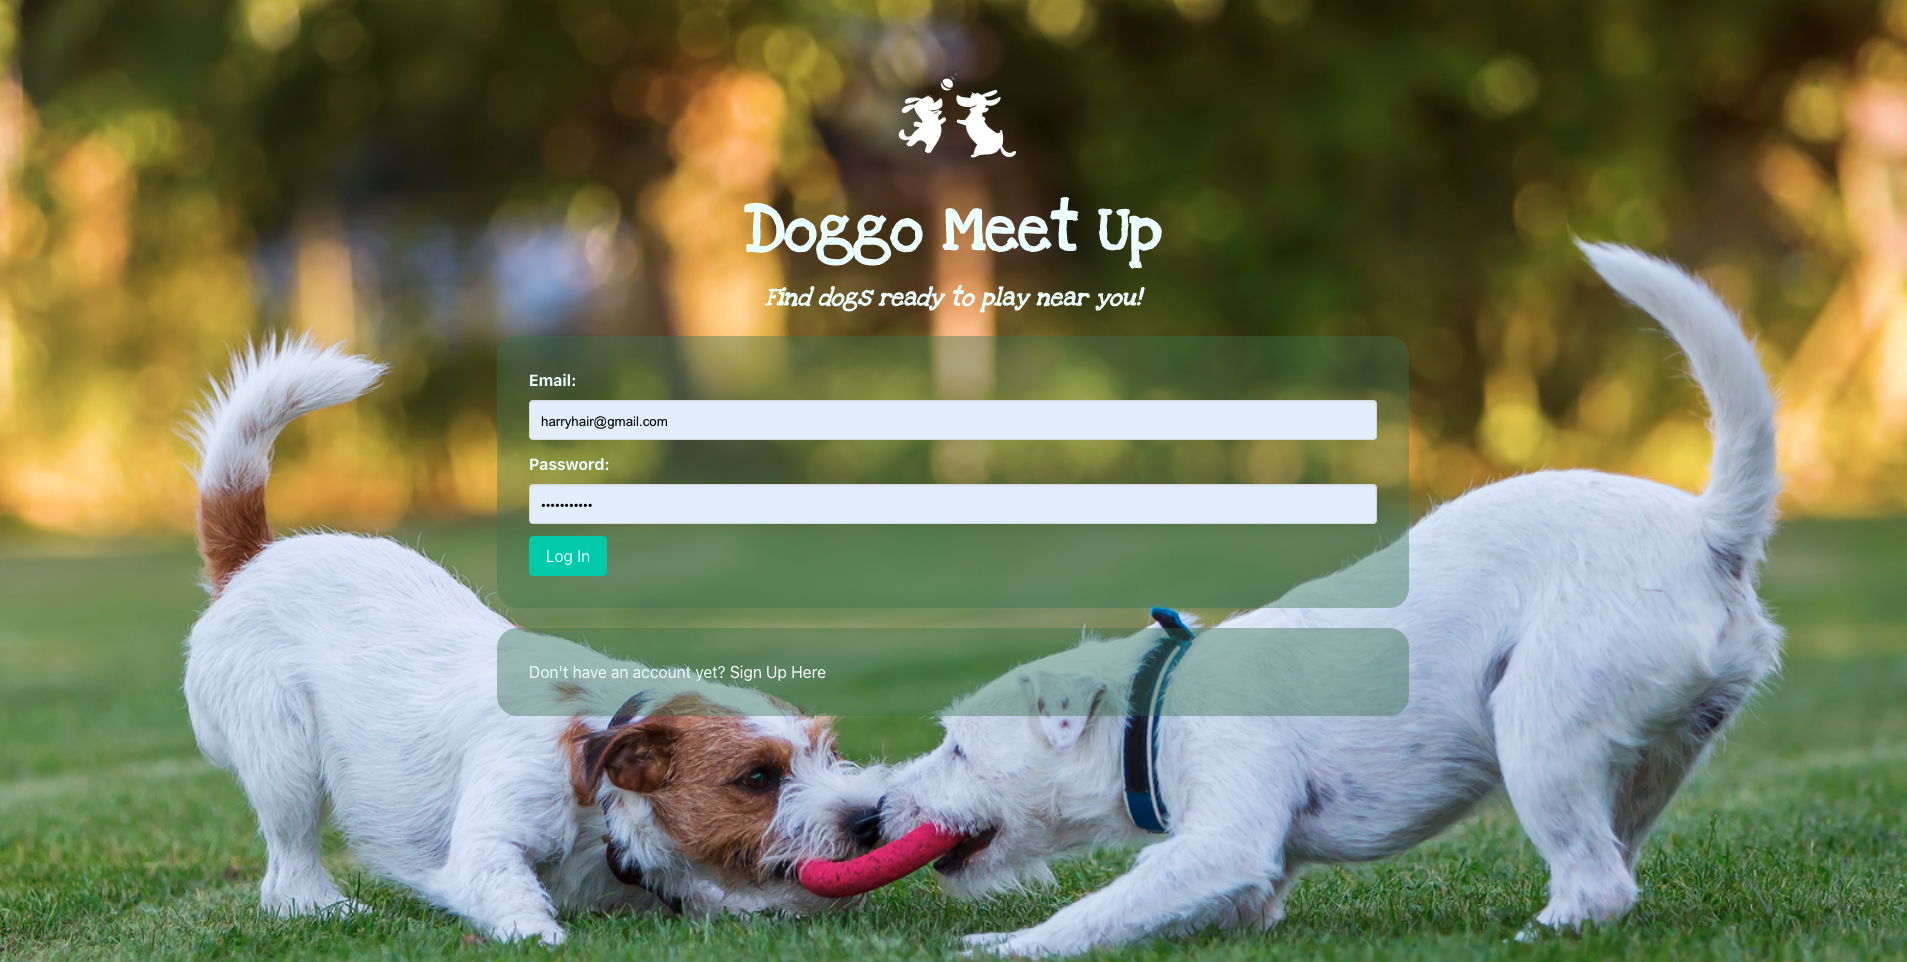 Doggo Meet Up
Find dogs ready to play near you!
Email:
harryhair@gmail.com
Password:
•••••••••••
Log In
Don't have an account yet? Sign Up Here